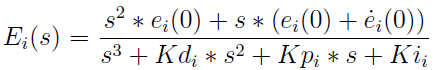 E_i(s) = \frac{s^2 * e_i(0) + s * (e_i(0) + \dot{e}_i(0))}{s^3 + Kd_i * s^2 + Kp_i * s + Ki_i}